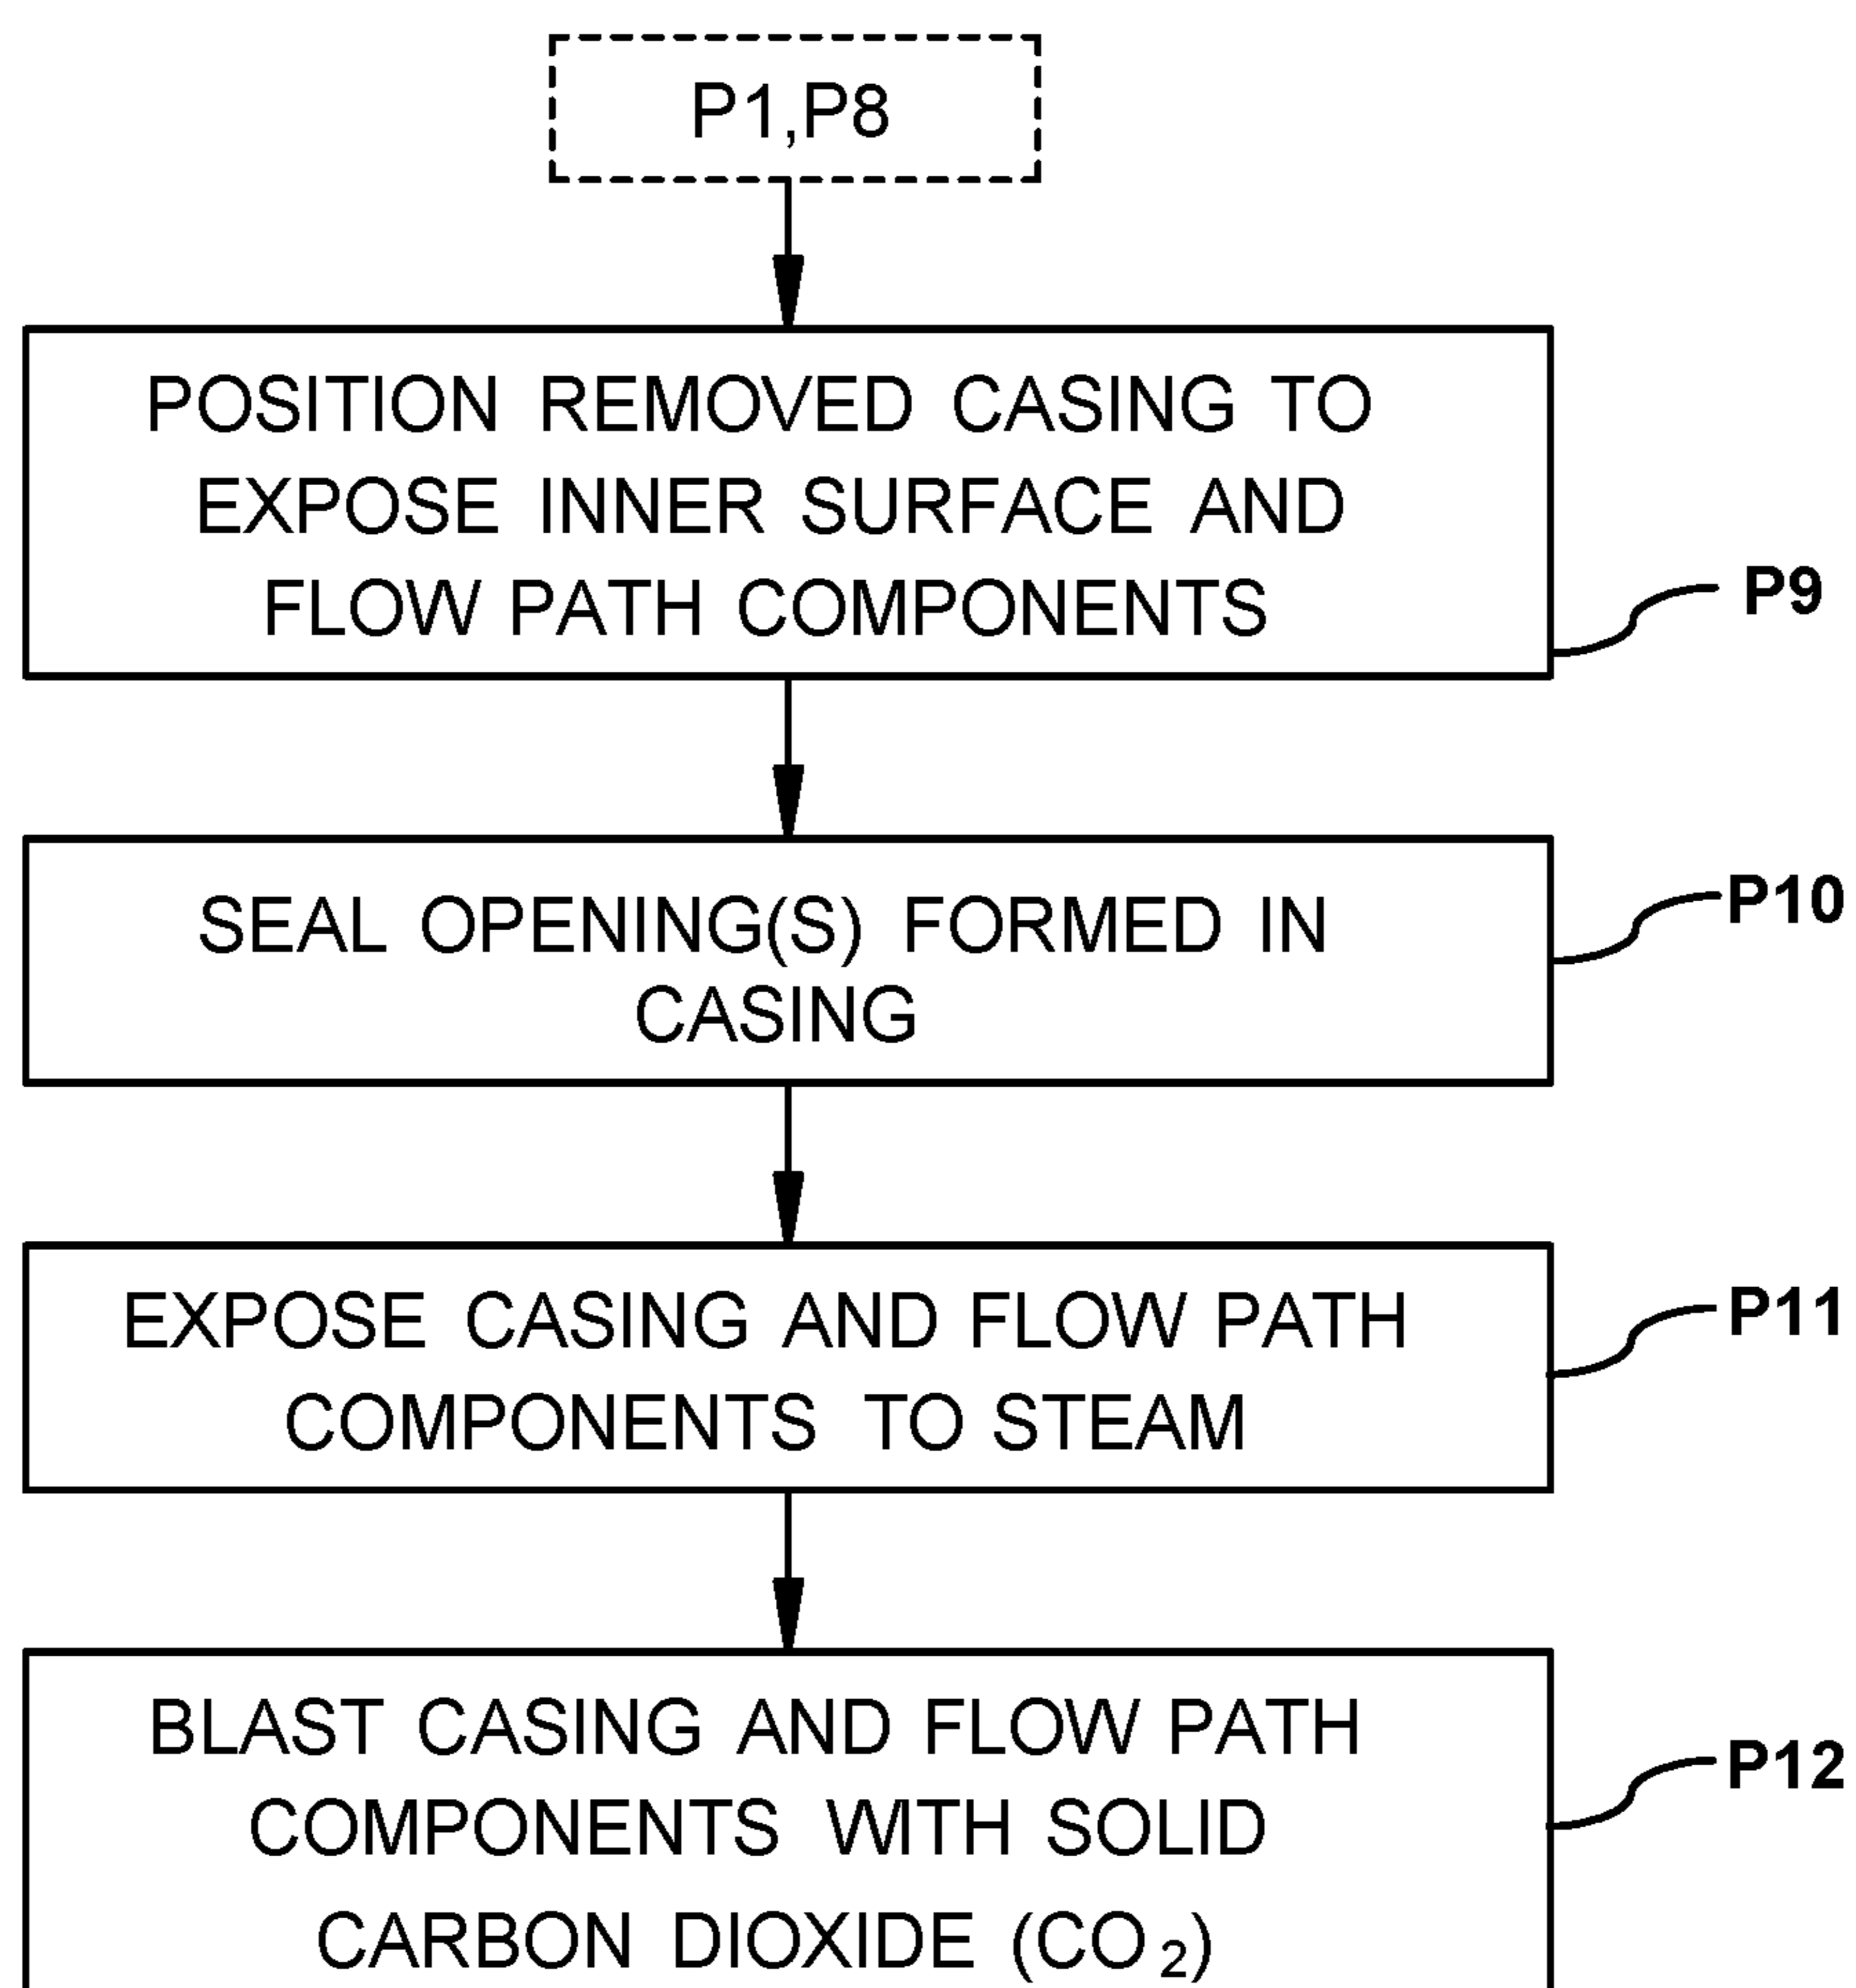 P1,P8
POSITION REMOVED CASING TO
EXPOSE INNER SURFACE AND
FLOW PATH COMPONENTS
P9
SEAL OPENING(S) FORMED IN
CASING
P10
EXPOSE CASING AND FLOW PATH
COMPONENTS TO STEAM
P11
BLAST CASING AND FLOW PATH
COMPONENTS WITH SOLID
CARBON DIOXIDE (CO₂)
P12